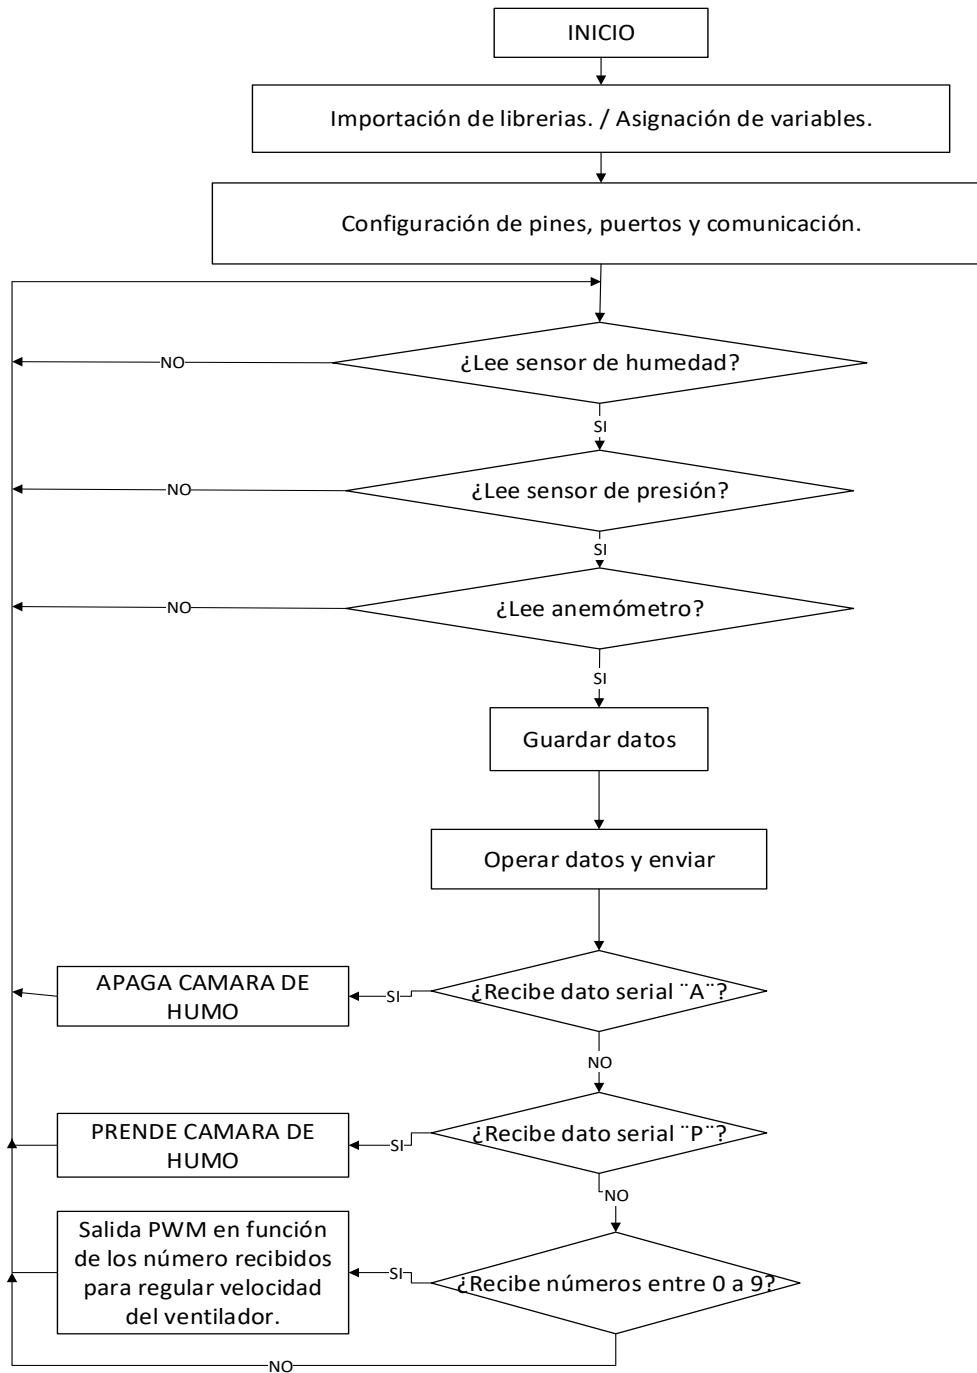 INICIO
Importación de librerias. / Asignación de variables.
Configuración de pines, puertos y comunicación.
¿Lee sensor de humedad?
NO
SI
¿Lee sensor de presión?
NO
SI
¿Lee anemómetro?
NO
SI
Guardar datos
Operar datos y enviar
¿Recibe dato serial ¨A¨?
SI
APAGA CAMARA DE
HUMO
NO
¿Recibe dato serial ¨P¨?
SI
PRENDE CAMARA DE
HUMO
NO
¿Recibe números entre 0 a 9?
SI
Salida PWM en función
de los número recibidos
para regular velocidad
del ventilador.
NO